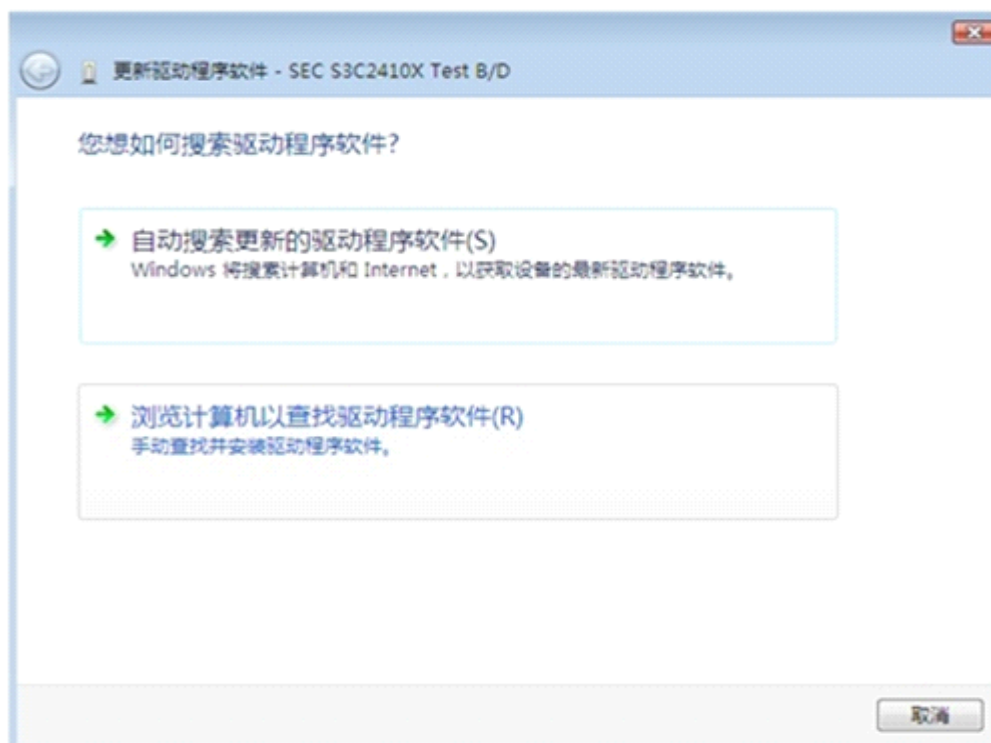 更新驱动程序软件 - SEC S3C2410X Test B/D
您想如何搜索驱动程序软件?
自动搜索更新的驱动程序软件(S)
Windows 将搜索计算机和 Internet，以获取设备的最新驱动程序软件。
浏览计算机以查找驱动程序软件(R)
手动查找并安装驱动程序软件。
取消